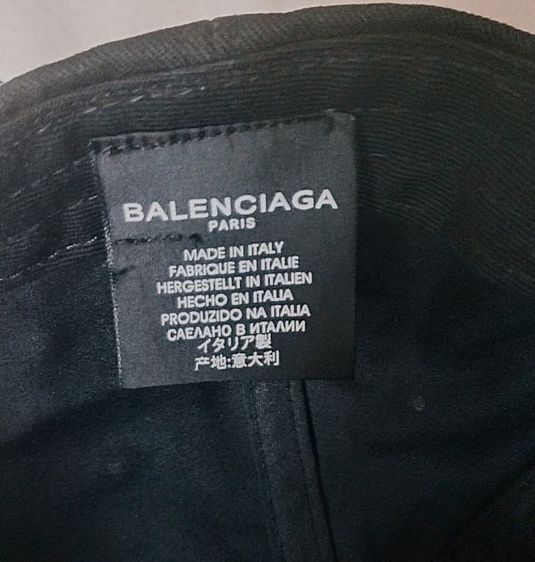 BALENCIAGA
PARIS
MADE IN ITALY
FABRIQUE EN ITALIE
HERGESTELLT IN ITALIEN
HECHO EN ITALIA
PRODUZIDO NA ITALIA
СДЕЛАНО В ИТАЛИИ
イタリア製
产地:意大利